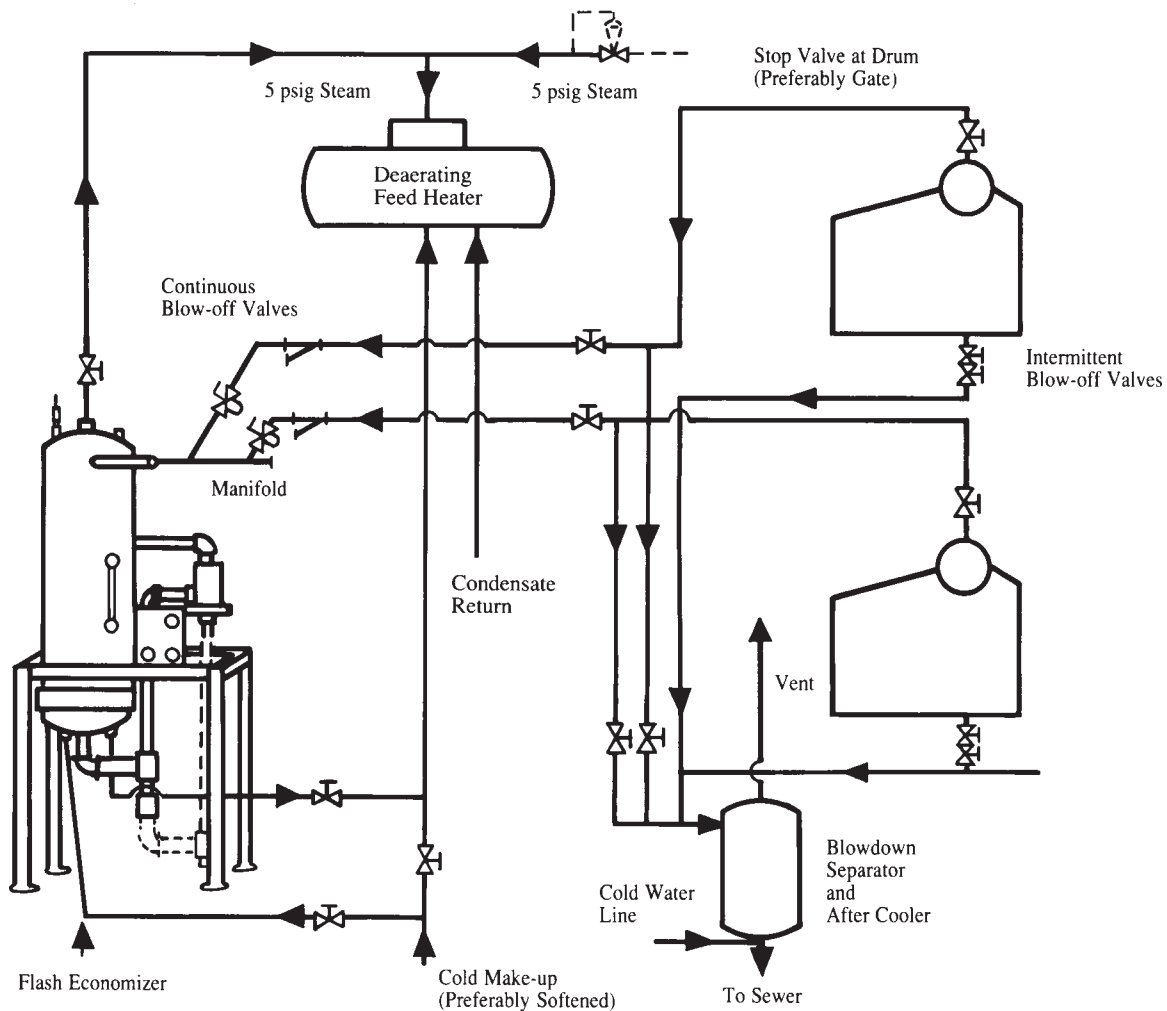 5 psig Steam
5 psig Steam
Stop Valve at Drum
(Preferably Gate)
Deaerating
Feed Heater
Continuous
Blow-off Valves
Intermittent
Blow-off Valves
Manifold
Condensate
Return
Vent
Blowdown
Separator
and
After Cooler
Cold Water
Line
Flash Economizer
Cold Make-up
(Preferably Softened)
To Sewer